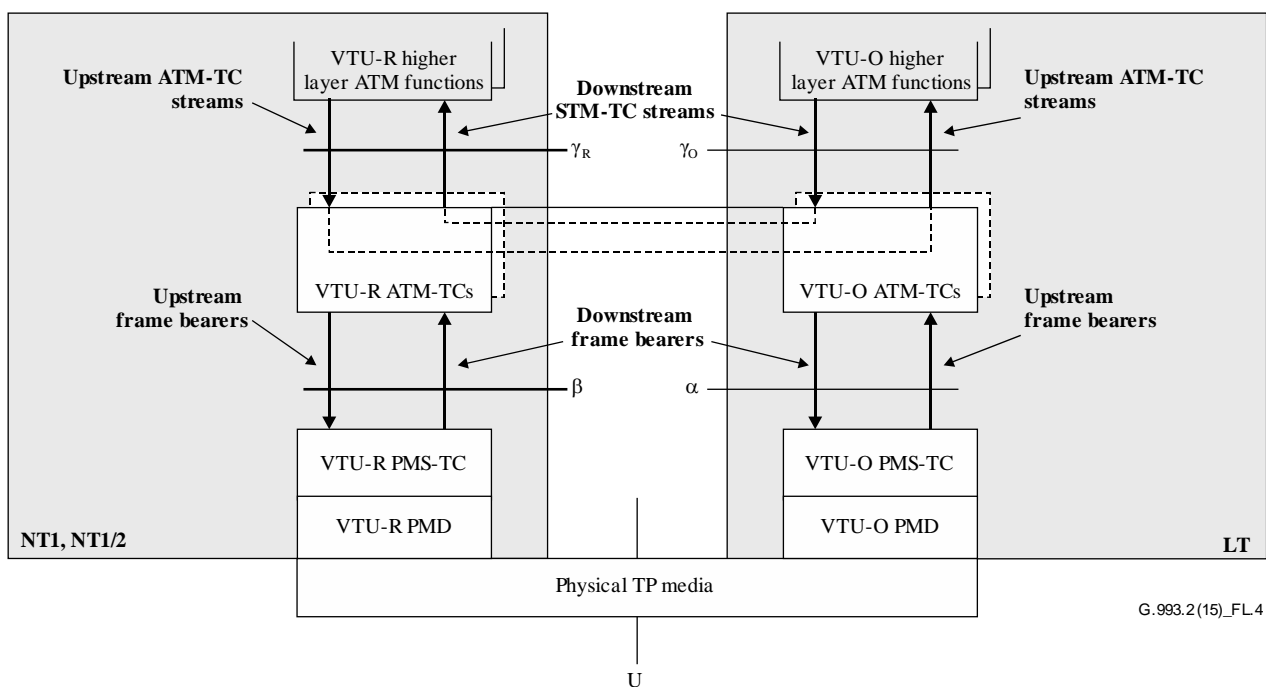 VTU-R higher
layer ATM functions
VTU-O higher
layer ATM functions
Upstream ATM-TC
streams
Downstream
STM-TC streams
Upstream ATM-TC
streams
γR
γO
VTU-R ATM-TCs
VTU-O ATM-TCs
Upstream
frame bearers
Downstream
frame bearers
Upstream
frame bearers
β
α
VTU-R PMS-TC
VTU-O PMS-TC
VTU-R PMD
VTU-O PMD
NT1, NT1/2
LT
Physical TP media
G.993.2(15)_FL.4
U